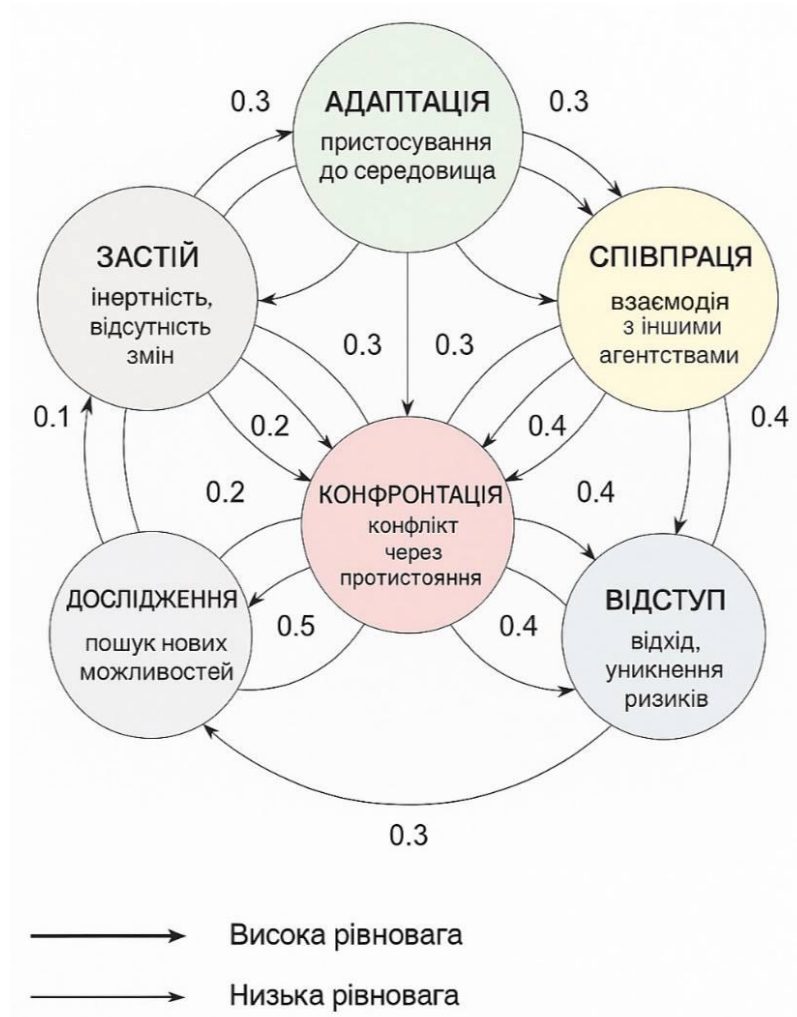 0.3
АДАПТАЦІЯ
пристосування
до середовища
0.3
ЗАСТІЙ
інертність,
відсутність
змін
СПІВПРАЦЯ
взаємодія
з іншими
агентствами
0.3
0.3
0.1
0.2
0.4
0.4
0.2
КОНФРОНТАЦІЯ
конфлікт
через
протистояння
0.4
ДОСЛІДЖЕННЯ
пошук нових
можливостей
0.5
0.4
ВІДСТУП
відхід,
уникнення
ризиків
0.3
Висока рівновага
Низька рівновага